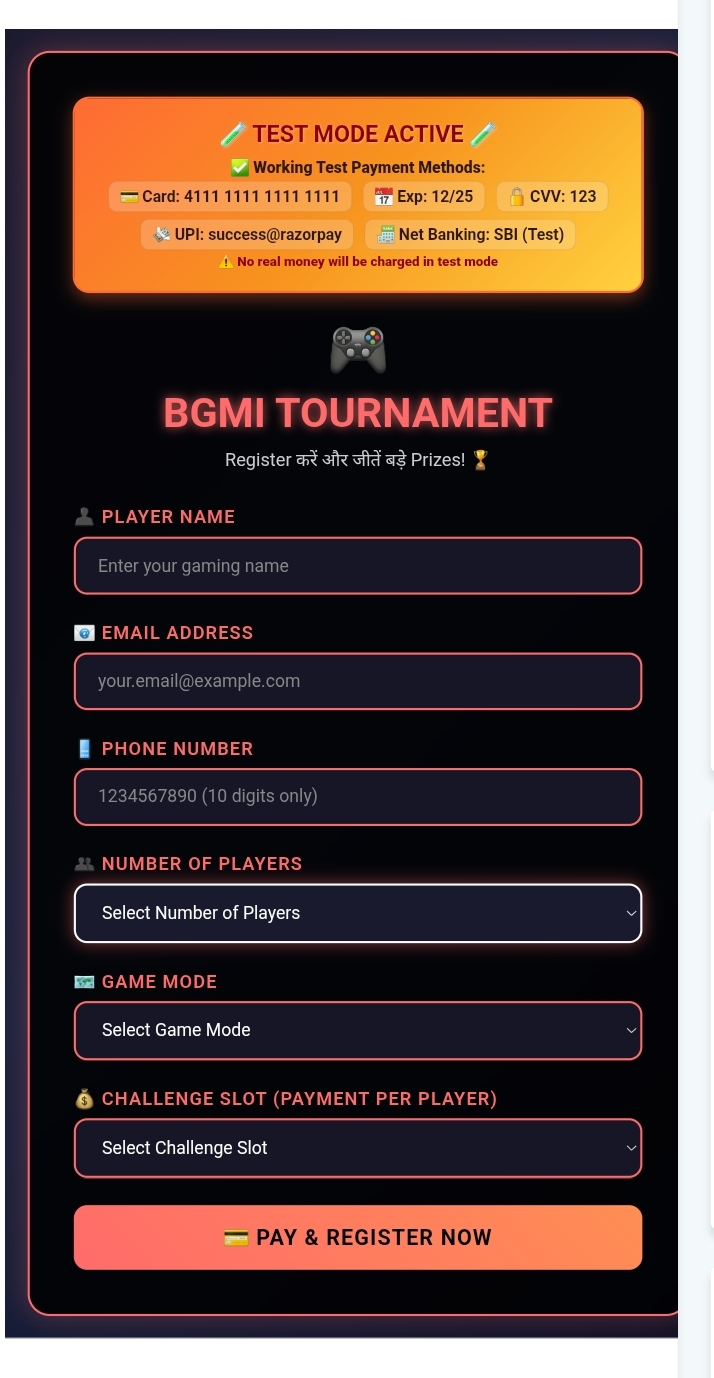 🧪 TEST MODE ACTIVE 🧪
✅ Working Test Payment Methods:
💳 Card: 4111 1111 1111 1111 📅 Exp: 12/25 🔒 CVV: 123
💸 UPI: success@razorpay 🏦 Net Banking: SBI (Test)
⚠️ No real money will be charged in test mode
BGMI TOURNAMENT
Register करें और जीतें बड़े Prizes! 🏆
👤 PLAYER NAME
Enter your gaming name
📧 EMAIL ADDRESS
your.email@example.com
📱 PHONE NUMBER
1234567890 (10 digits only)
👥 NUMBER OF PLAYERS
Select Number of Players
🗺️ GAME MODE
Select Game Mode
💰 CHALLENGE SLOT (PAYMENT PER PLAYER)
Select Challenge Slot
💳 PAY & REGISTER NOW